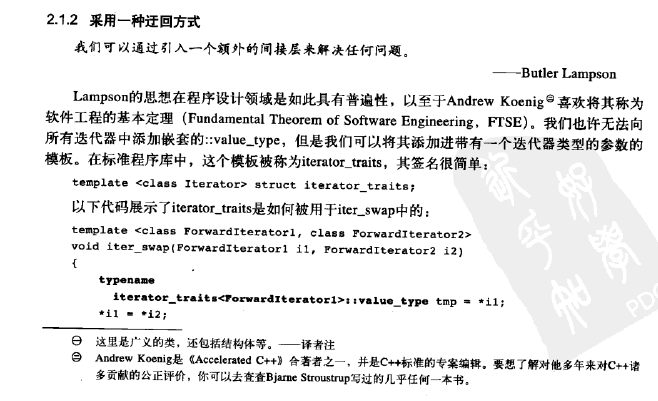 2.1.2 采用一种迂回方式
我们可以通过引入一个额外的间接层来解决任何问题。
——Butler Lampson
Lampson的思想在程序设计领域是如此具有普遍性，以至于Andrew Koenig㊁喜欢将其称为
软件工程的基本定理（Fundamental Theorem of Software Engineering，FTSE）。我们也许无法向
所有迭代器中添加嵌套的::value_type，但是我们可以将其添加进带有一个迭代器类型的参数的
模板。在标准程序库中，这个模板被称为iterator_traits，其签名很简单：
template <class Iterator> struct iterator_traits;
以下代码展示了iterator_traits是如何被用于iter_swap中的：
template <class ForwardIterator1, class ForwardIterator2>
void iter_swap(ForwardIterator1 i1, ForwardIterator2 i2)
{
typename
iterator_traits<ForwardIterator1>::value_type tmp = *i1;
*i1 = *i2;
㊀ 这里是广义的类，还包括结构体等。——译者注
㊁ Andrew Koenig是《Accelerated C++》合著者之一，并是C++标准的专案编辑。要想了解对他多年来对C++诸
多贡献的公正评价，你可以去查查Bjarne Stroustrup写过的几乎任何一本书。
PDG